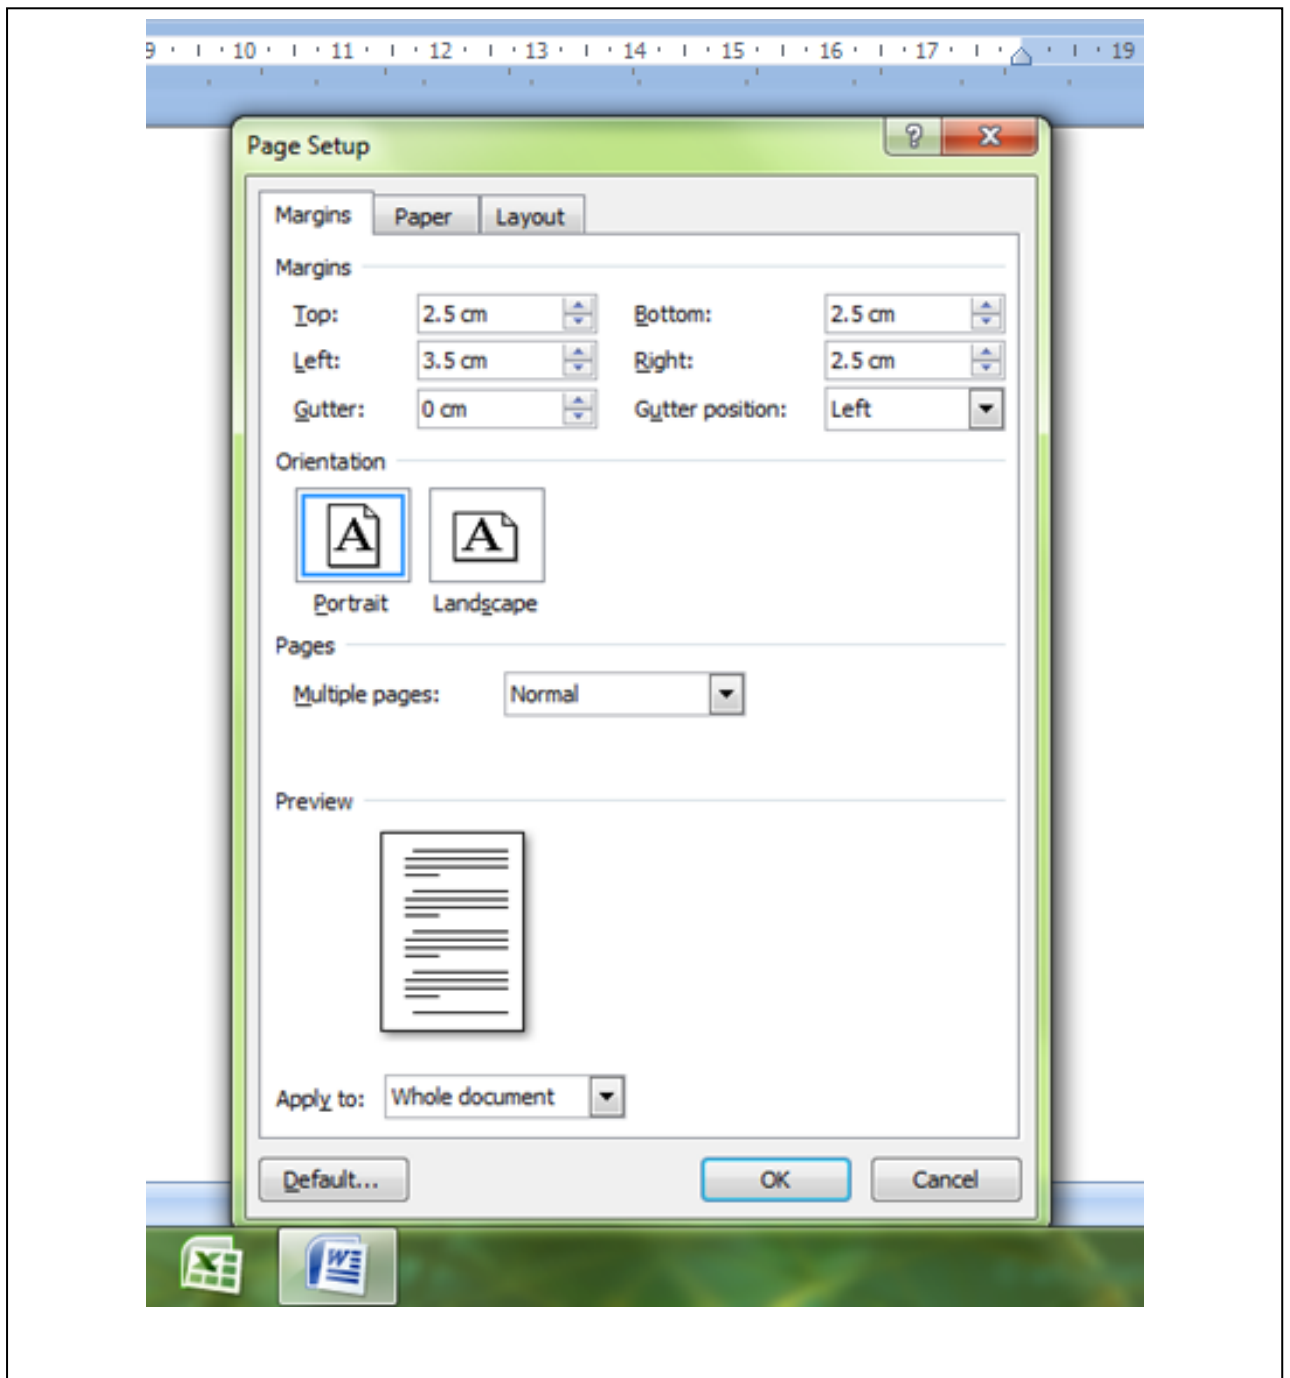 9 10 11 12 13 14 15 16 17 19
Page Setup
Margins Paper Layout
Margins
Top: 2.5 cm Bottom: 2.5 cm
Left: 3.5 cm Right: 2.5 cm
Gutter: 0 cm Gutter position: Left
Orientation
A A
Portrait Landscape
Pages
Multiple pages: Normal
Preview
Apply to: Whole document
Default... OK Cancel